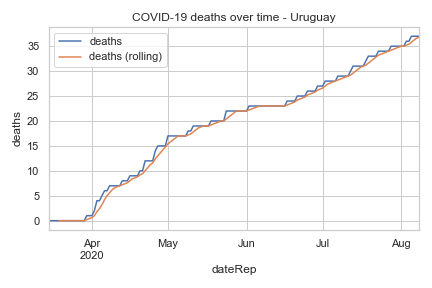 COVID-19 deaths over time - Uruguay
deaths
deaths (rolling)
deaths
35
30
25
20
15
10
5
0
Apr
2020
May
Jun
Jul
Aug
dateRep